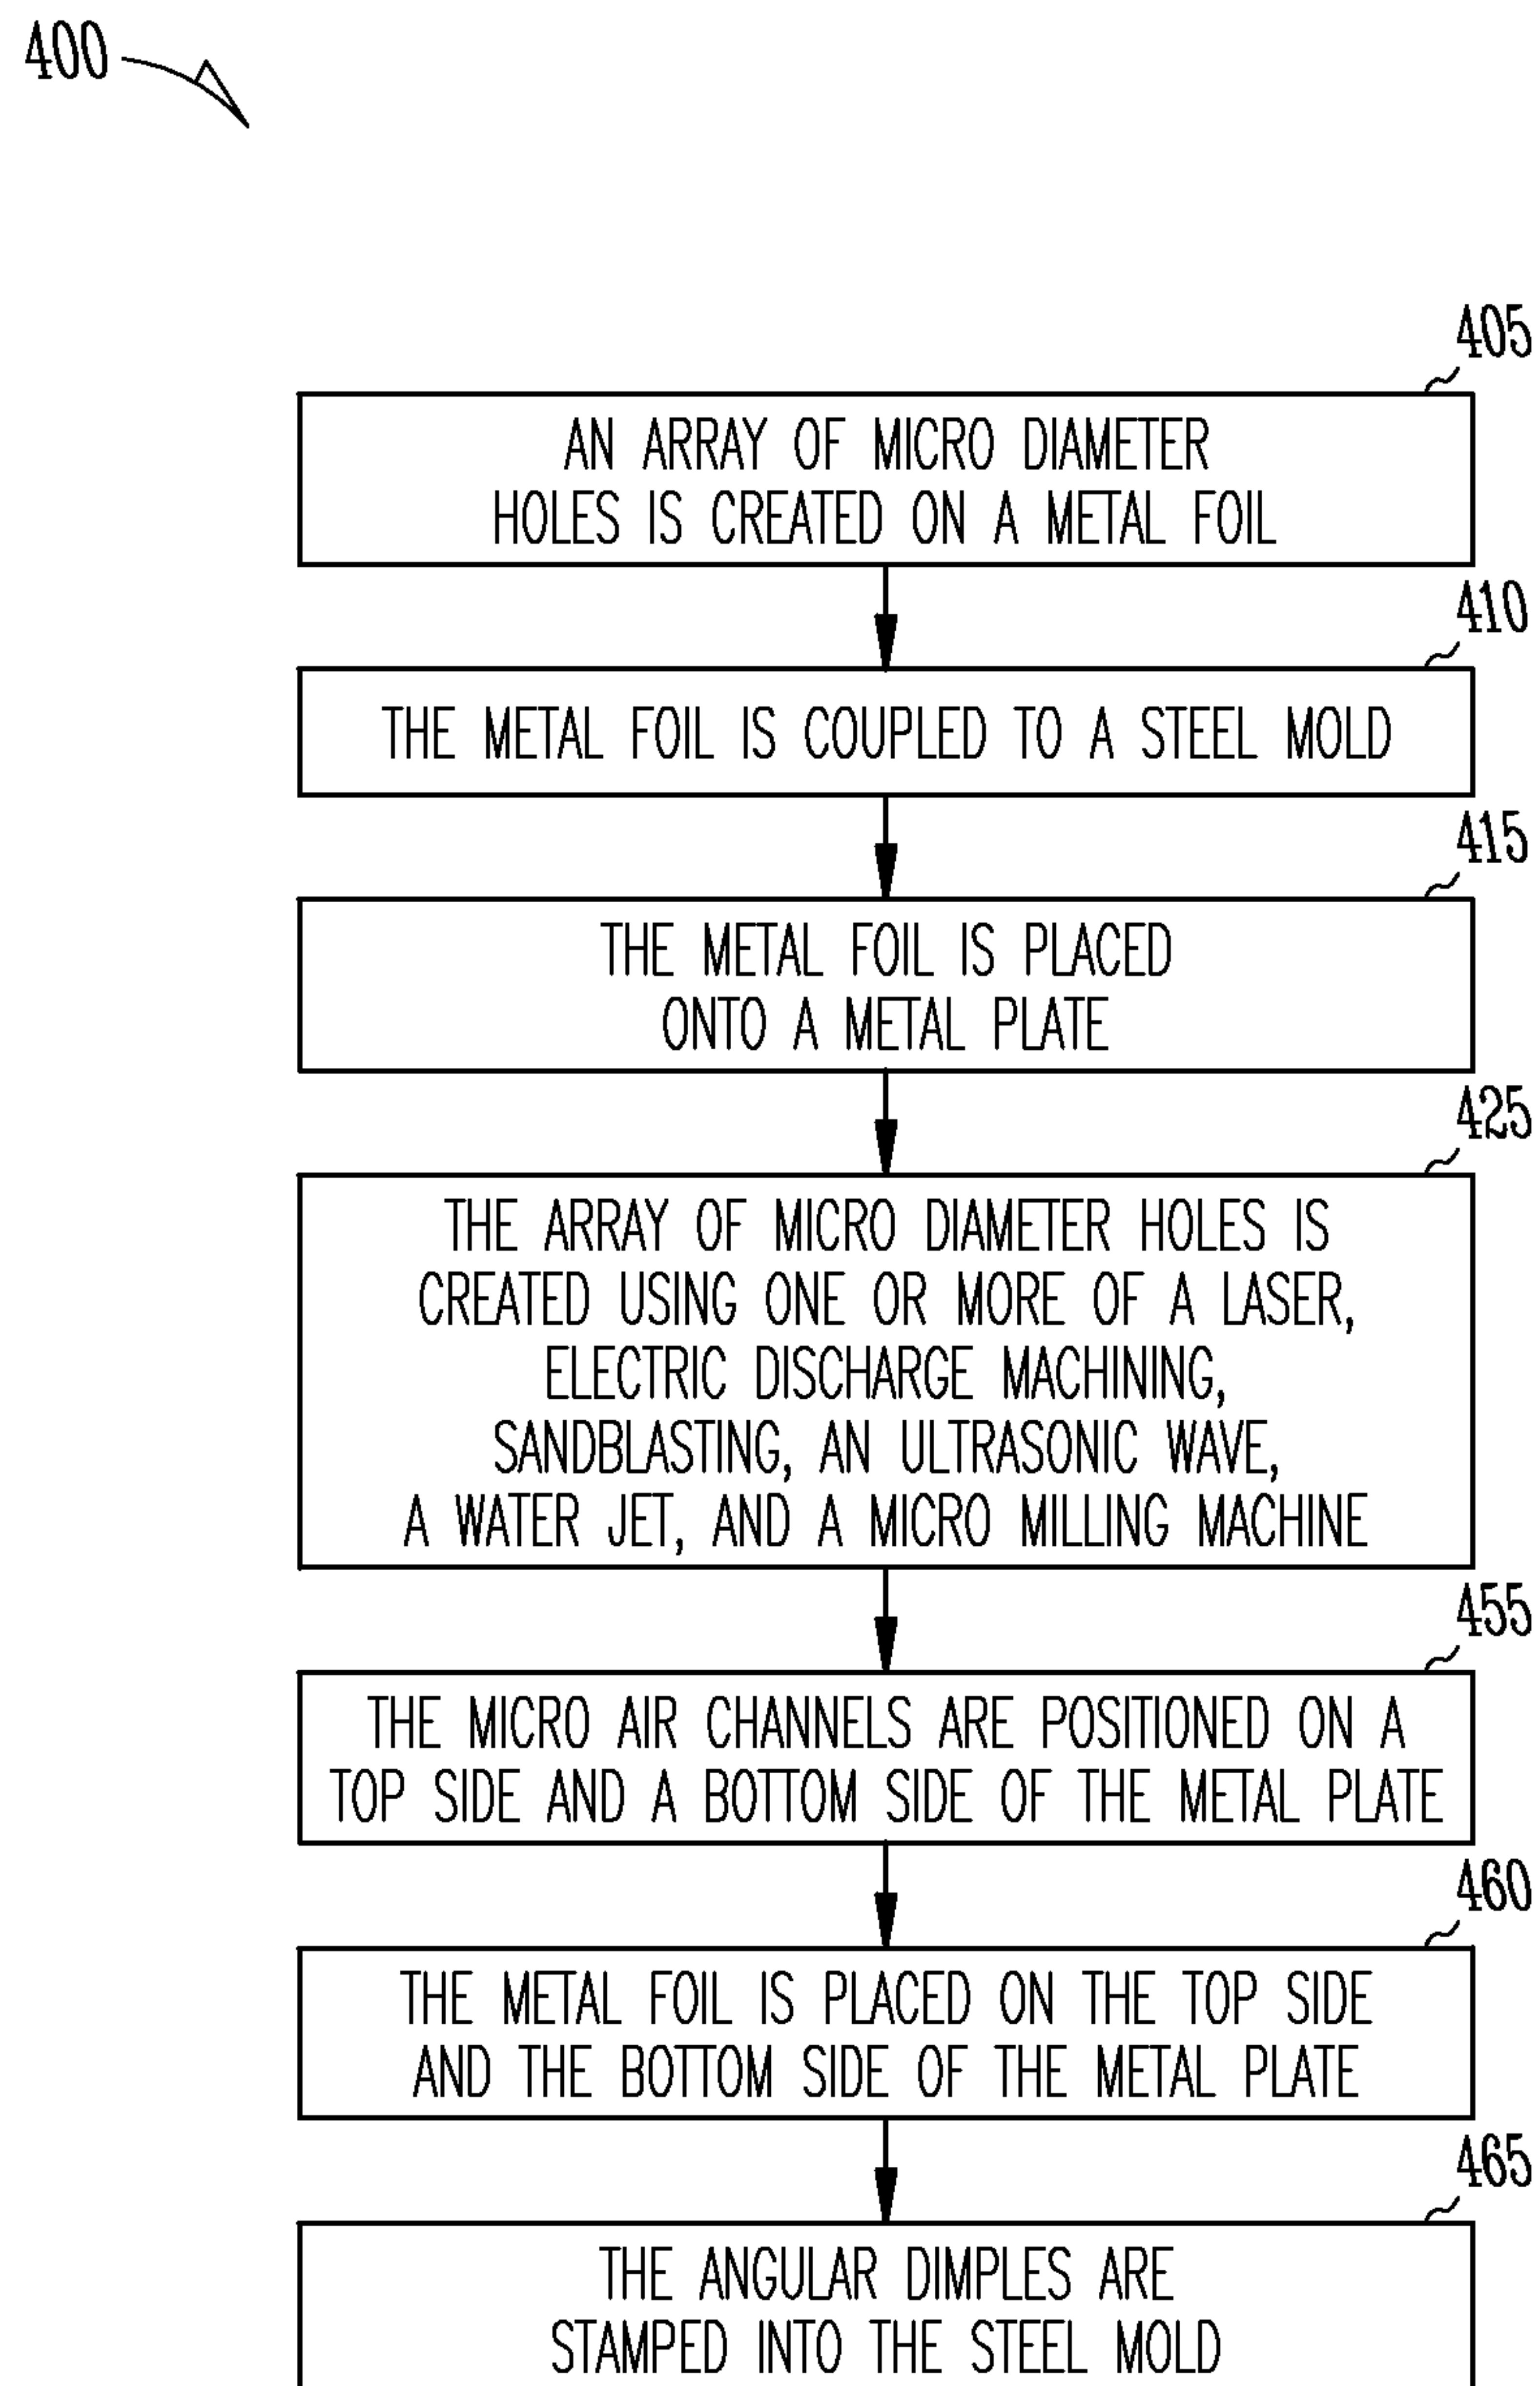 400
405
AN ARRAY OF MICRO DIAMETER
HOLES IS CREATED ON A METAL FOIL
410
THE METAL FOIL IS COUPLED TO A STEEL MOLD
415
THE METAL FOIL IS PLACED
ONTO A METAL PLATE
425
THE ARRAY OF MICRO DIAMETER HOLES IS
CREATED USING ONE OR MORE OF A LASER,
ELECTRIC DISCHARGE MACHINING,
SANDBLASTING, AN ULTRASONIC WAVE,
A WATER JET, AND A MICRO MILLING MACHINE
455
THE MICRO AIR CHANNELS ARE POSITIONED ON A
TOP SIDE AND A BOTTOM SIDE OF THE METAL PLATE
460
THE METAL FOIL IS PLACED ON THE TOP SIDE
AND THE BOTTOM SIDE OF THE METAL PLATE
465
THE ANGULAR DIMPLES ARE
STAMPED INTO THE STEEL MOLD